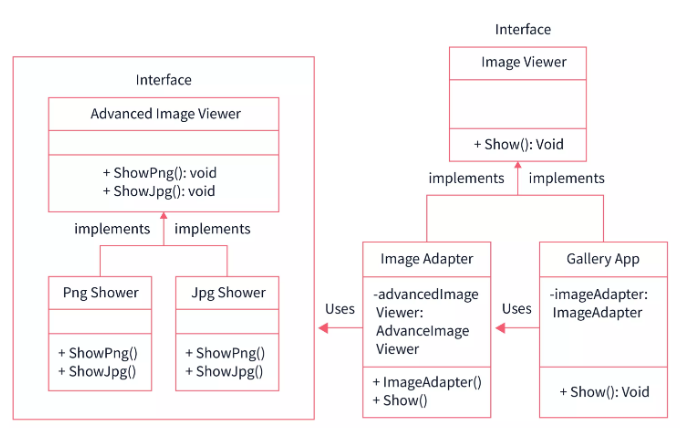 Interface
Advanced Image Viewer
+ ShowPng(): void
+ ShowJpg(): void
implements
implements
Png Shower
+ ShowPng()
+ ShowJpg()
Jpg Shower
+ ShowPng()
+ ShowJpg()
Interface
Image Viewer
+ Show(): Void
implements
implements
Uses
Image Adapter
-advancedImage
Viewer:
AdvanceImage
Viewer
+ ImageAdapter()
+ Show()
Uses
Gallery App
-imageAdapter:
ImageAdapter
+ Show(): Void